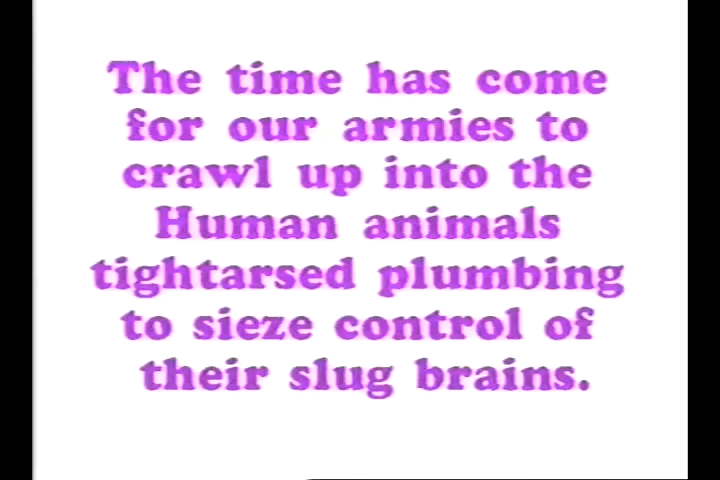 The time has come
for our armies to
crawl up into the
Human animals
tightarsed plumbing
to sieze control of
their slug brains.